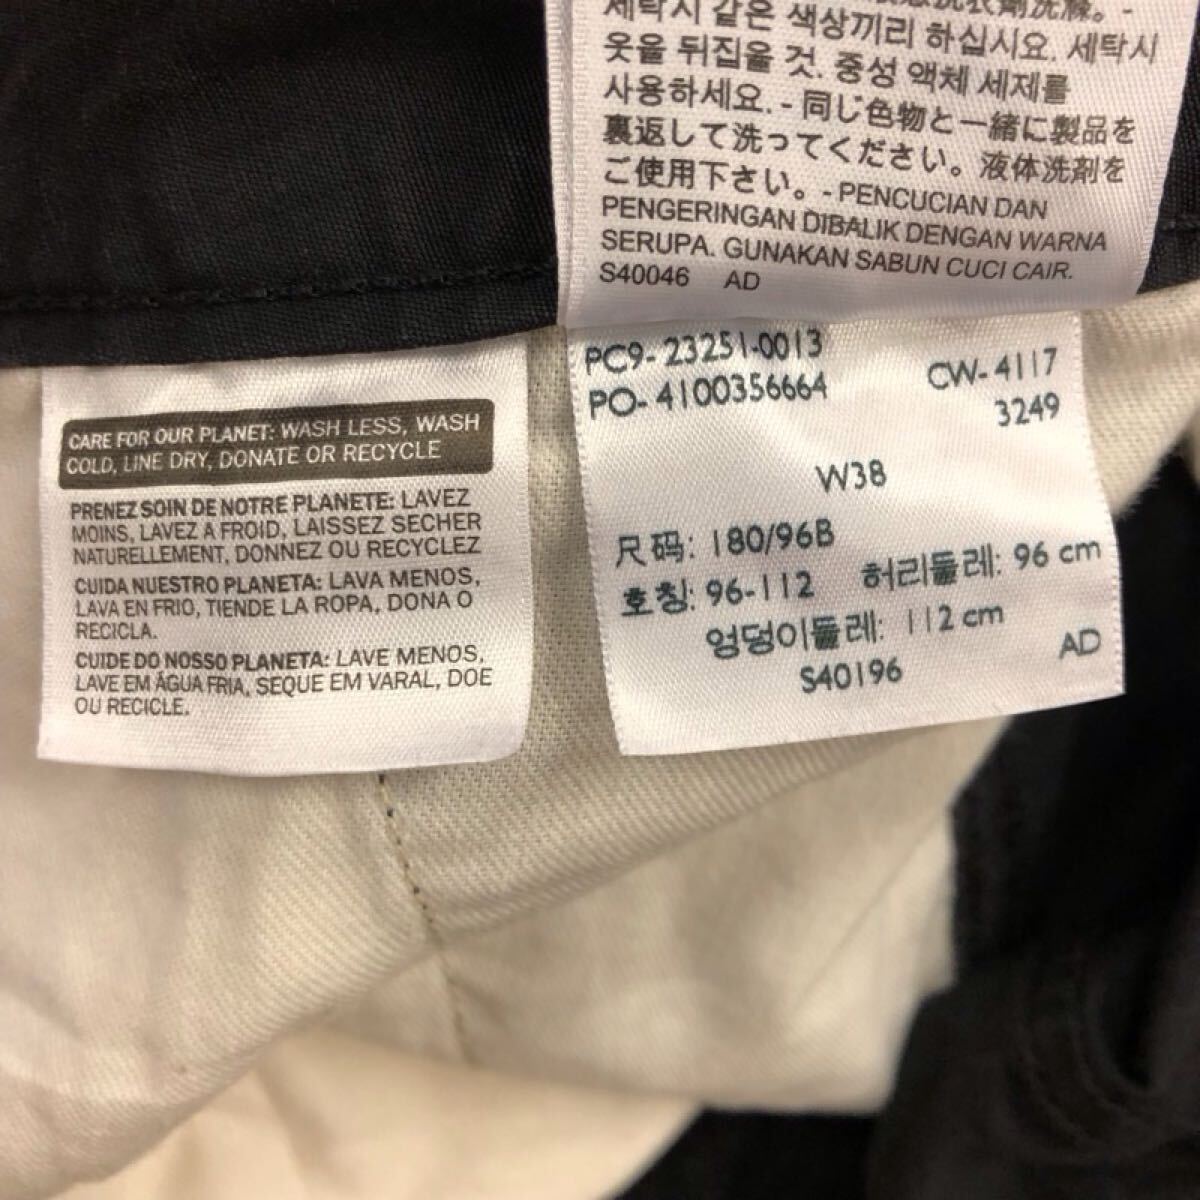 세탁시 같은 색상끼리 하십시요. 세탁시
옷을 뒤집을 것. 중성 액체 세제를
사용하세요. - 同じ色物と一緒に製品を
裏返して洗ってください。液体洗剤を
ご使用下さい。- PENCUCIAN DAN
PENGERINGAN DIBALIK DENGAN WARNA
SERUPA. GUNAKAN SABUN CUCI CAIR.
S40046 AD
CARE FOR OUR PLANET: WASH LESS, WASH
COLD, LINE DRY, DONATE OR RECYCLE
PRENEZ SOIN DE NOTRE PLANETE: LAVEZ
MOINS, LAVEZ A FROID, LAISSEZ SECHER
NATURELLEMENT, DONNEZ OU RECYCLEZ
CUIDA NUESTRO PLANETA: LAVA MENOS,
LAVA EN FRIO, TIENDE LA ROPA, DONA O
RECICLA.
CUIDE DO NOSSO PLANETA: LAVE MENOS,
LAVE EM ÁGUA FRIA, SEQUE EM VARAL, DOE
OU RECICLE.
PC9-23251-0013
PO-4100356664
CW-4117
3249
W38
尺码: 180/96B
호칭: 96-112 허리둘레: 96 cm
엉덩이둘레: 112 cm
S40196 AD